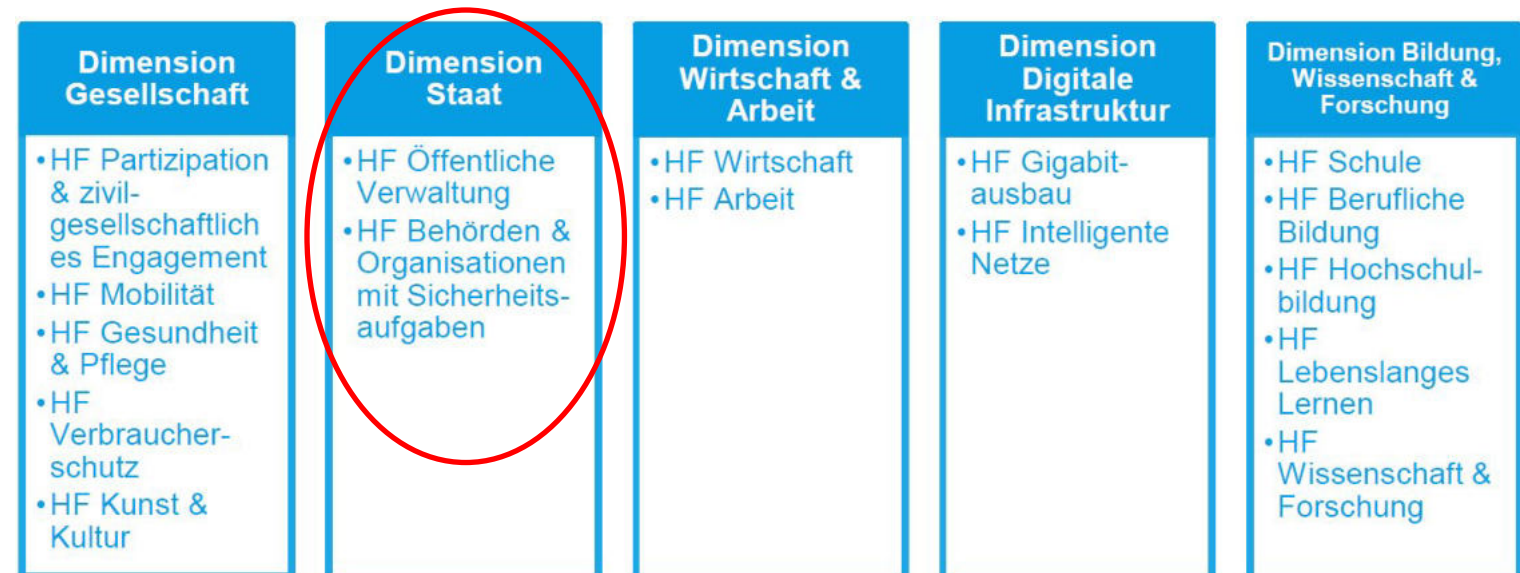 Dimension
Gesellschaft
•HF Partizipation
& zivil-
gesellschaftlich
es Engagement
•HF Mobilität
•HF Gesundheit
& Pflege
•HF
Verbraucher-
schutz
•HF Kunst &
Kultur
Dimension
Staat
•HF Öffentliche
Verwaltung
•HF Behörden &
Organisationen
mit Sicherheits-
aufgaben
Dimension
Wirtschaft &
Arbeit
•HF Wirtschaft
•HF Arbeit
Dimension
Digitale
Infrastruktur
•HF Gigabit-
ausbau
•HF Intelligente
Netze
Dimension Bildung,
Wissenschaft &
Forschung
•HF Schule
•HF Berufliche
Bildung
•HF Hochschul-
bildung
•HF
Lebenslanges
Lernen
•HF
Wissenschaft &
Forschung